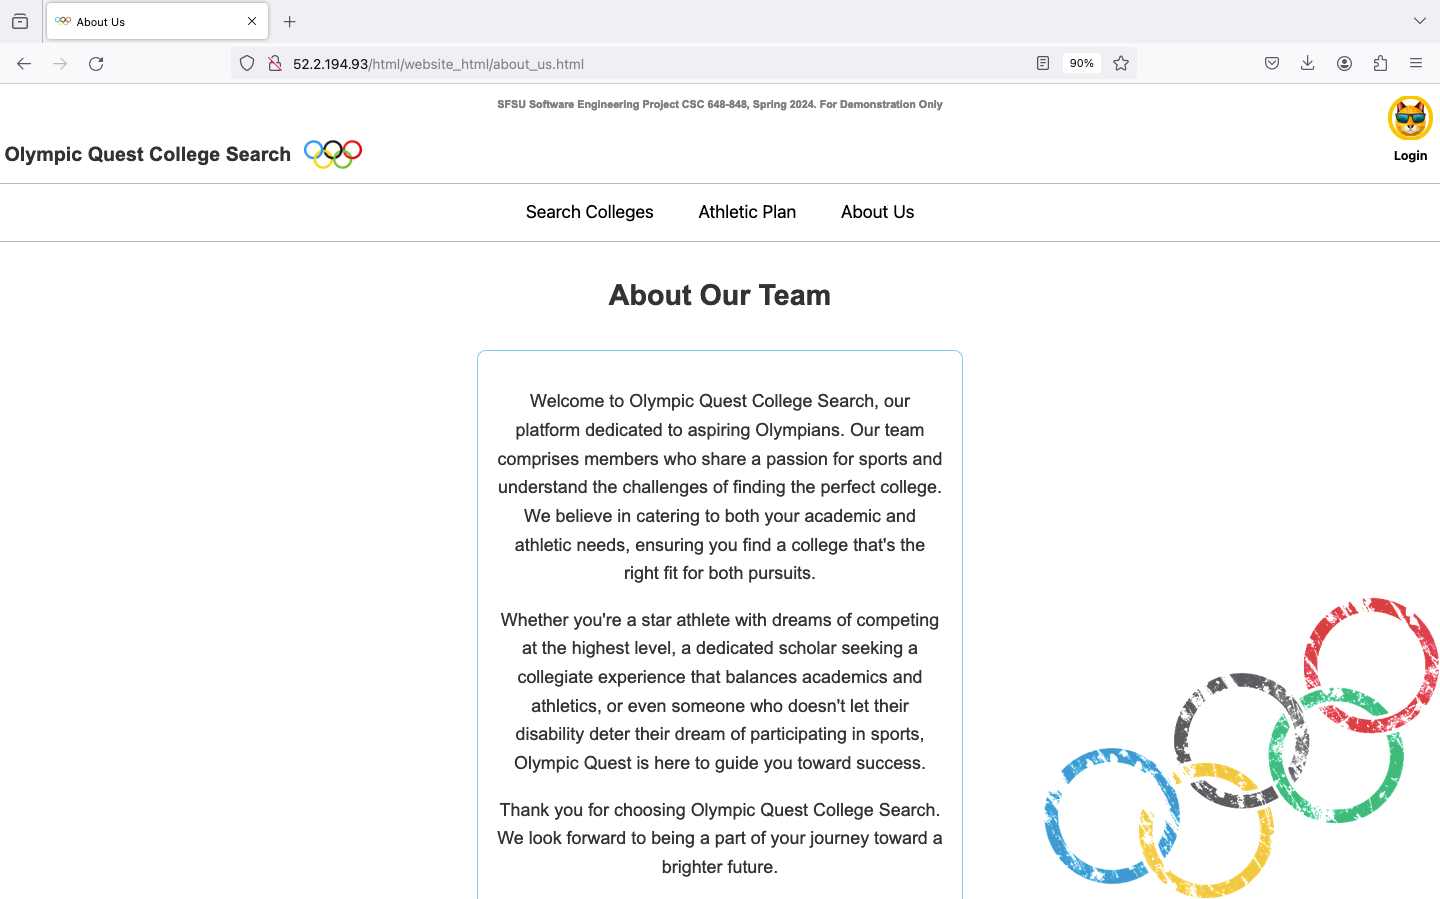 About Us
52.2.194.93/html/website_html/about_us.html
90%
SFSU Software Engineering Project CSC 648-848, Spring 2024. For Demonstration Only
Olympic Quest College Search
Login
Search Colleges
Athletic Plan
About Us
About Our Team
Welcome to Olympic Quest College Search, our
platform dedicated to aspiring Olympians. Our team
comprises members who share a passion for sports and
understand the challenges of finding the perfect college.
We believe in catering to both your academic and
athletic needs, ensuring you find a college that's the
right fit for both pursuits.
Whether you're a star athlete with dreams of competing
at the highest level, a dedicated scholar seeking a
collegiate experience that balances academics and
athletics, or even someone who doesn't let their
disability deter their dream of participating in sports,
Olympic Quest is here to guide you toward success.
Thank you for choosing Olympic Quest College Search.
We look forward to being a part of your journey toward a
brighter future.